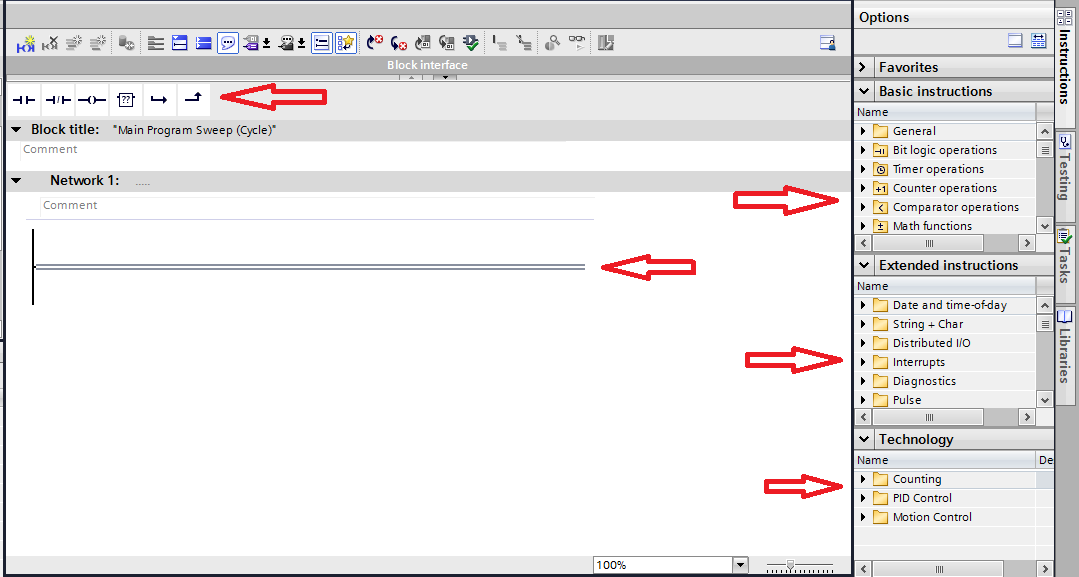 Options
Block interface
Favorites
Basic instructions
Name
General
Bit logic operations
Timer operations
Counter operations
Comparator operations
Math functions
Extended instructions
Name
Date and time-of-day
String + Char
Distributed I/O
Interrupts
Diagnostics
Pulse
Technology
Name De
Counting
PID Control
Motion Control
Instructions
Testing
Tasks
Libraries
??
Block title: "Main Program Sweep (Cycle)"
Comment
Network 1: .....
Comment
100%